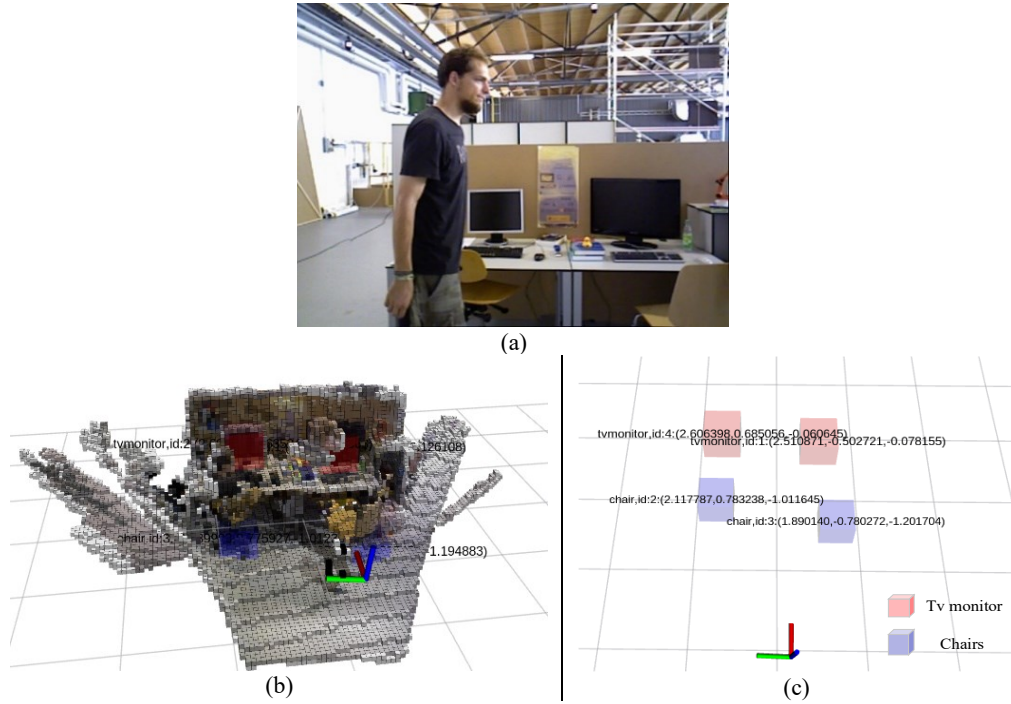 (a)
tvmonitor,id:2
126108)
chair,id:3,
775927
-1.194883)
(b)
tvmonitor,id:4:(2.606398,0.685056,-0.060645)
tvmonitor,id:1:(2.510871,-0.502721,-0.078155)
chair,id:2:(2.117787,0.783238,-1.011645)
chair,id:3:(1.890140,-0.780272,-1.201704)
Tv monitor
Chairs
(c)